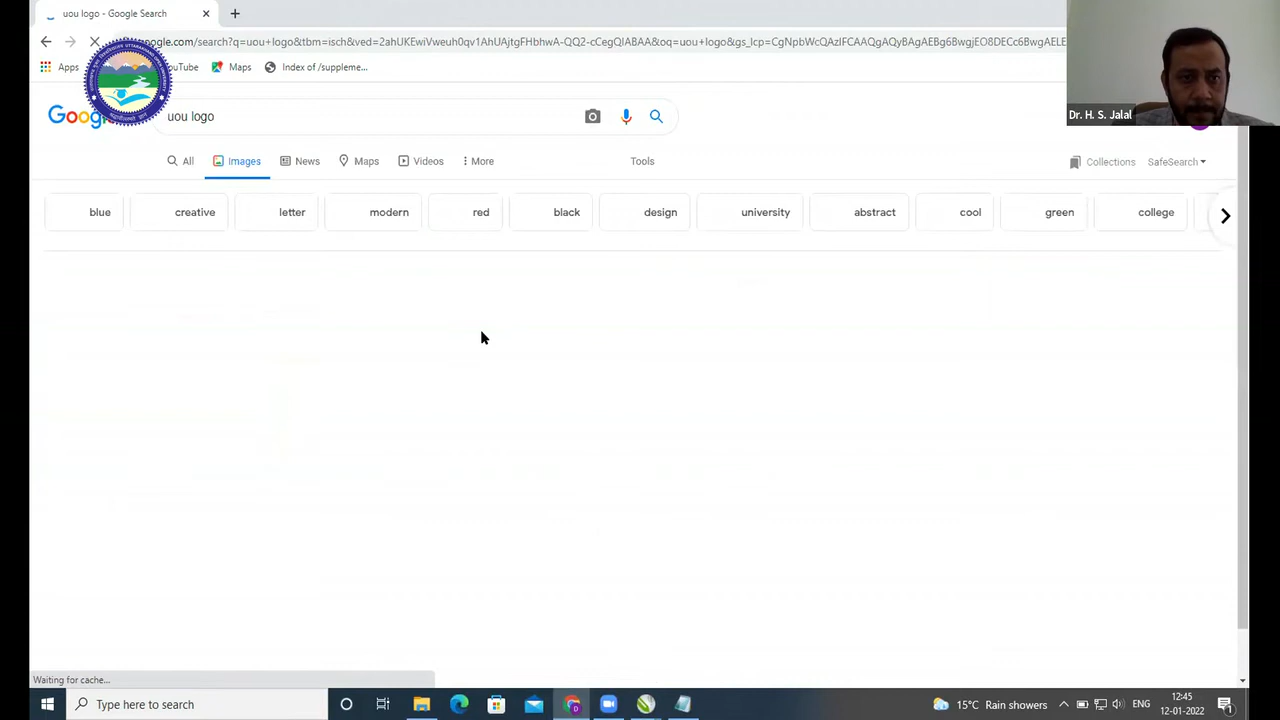 uou logo - Google Search
.com/search?q=uou+logo&tbm=isch&ved=2ahUKEwiVweuh0qv1AhUAjtgFHbhwA-QQ2-cCegQIABAA&oq=uou+logo&gs_lcp=CgNpbWcQAzIFCAAQgAQyBAgAEBg6BwgjEO8DECc6BwgAELE
Apps
YouTube
Maps
Index of /suppleme...
uou logo
All
Images
News
Maps
Videos
More
Tools
Collections
SafeSearch
blue
creative
letter
modern
red
black
design
university
abstract
cool
green
college
Dr. H. S. Jalal
Waiting for cache...
Type here to search
15°C Rain showers
ENG
12:45
12-01-2022